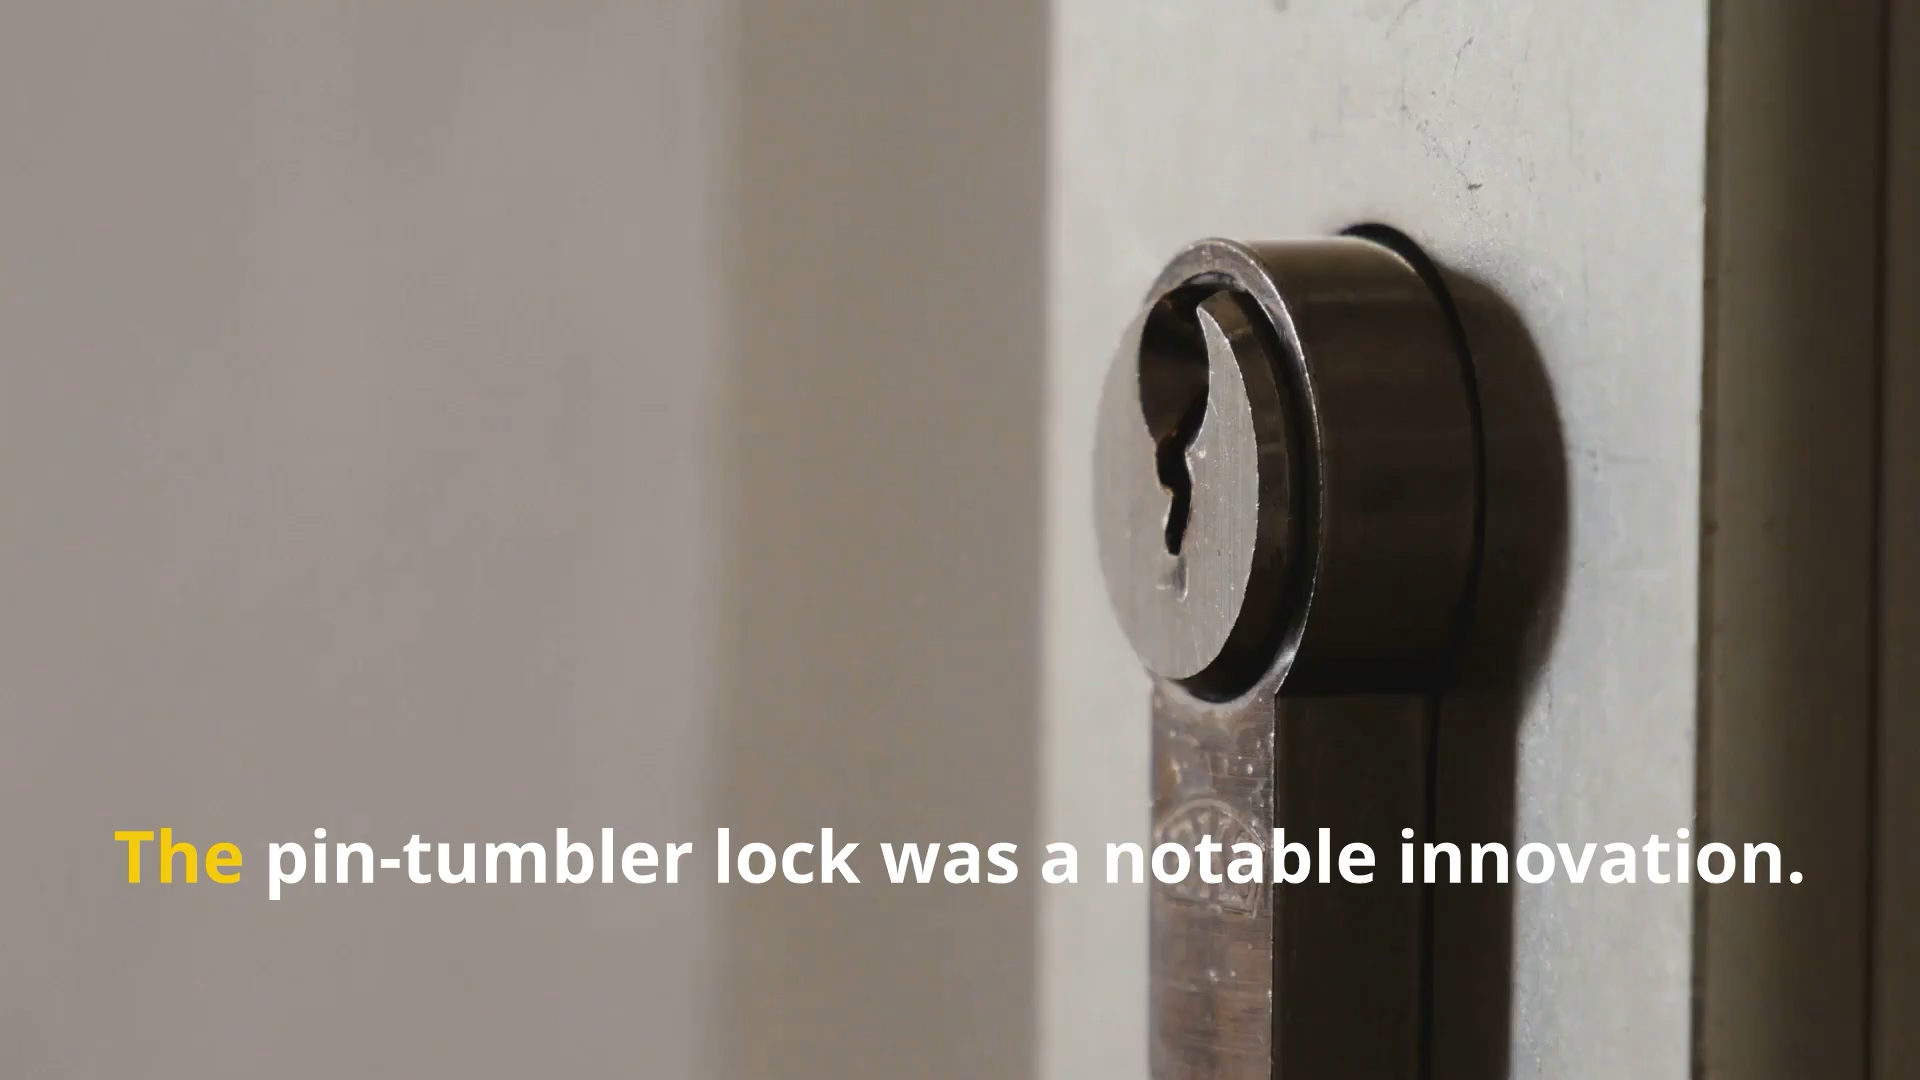 The pin-tumbler lock was a notable innovation.